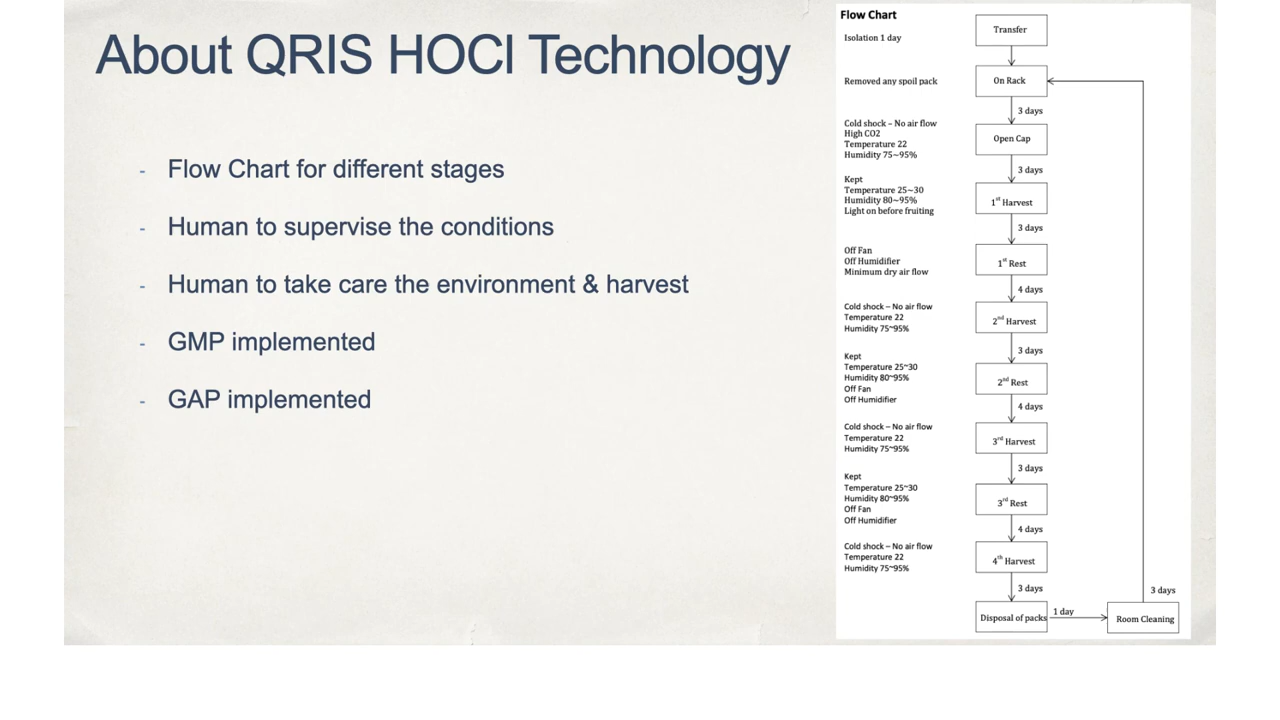 About QRIS HOCl Technology
- Flow Chart for different stages
- Human to supervise the conditions
- Human to take care the environment & harvest
- GMP implemented
- GAP implemented
Flow Chart
Isolation 1 day
Transfer
Removed any spoil pack
On Rack
3 days
Cold shock – No air flow
High CO2
Temperature 22
Humidity 75~95%
Open Cap
3 days
Kept
Temperature 25~30
Humidity 80~95%
Light on before fruiting
1st Harvest
3 days
Off Fan
Off Humidifier
Minimum dry air flow
1st Rest
4 days
Cold shock – No air flow
Temperature 22
Humidity 75~95%
2nd Harvest
3 days
Kept
Temperature 25~30
Humidity 80~95%
Off Fan
Off Humidifier
2nd Rest
4 days
Cold shock – No air flow
Temperature 22
Humidity 75~95%
3rd Harvest
3 days
Kept
Temperature 25~30
Humidity 80~95%
Off Fan
Off Humidifier
3rd Rest
4 days
Cold shock – No air flow
Temperature 22
Humidity 75~95%
4th Harvest
3 days
3 days
Disposal of packs
1 day
Room Cleaning